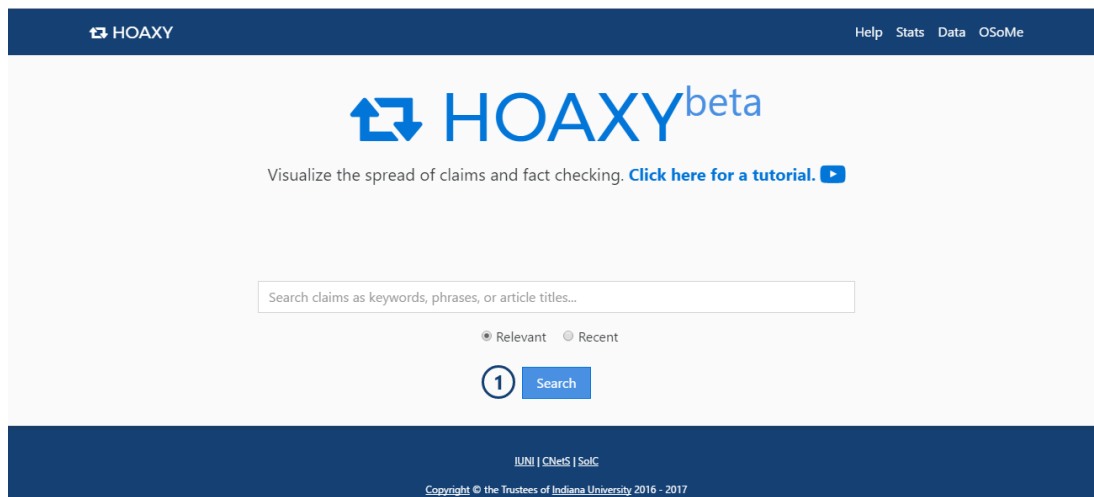 HOAXY
Help Stats Data OSoMe
HOAXY beta
Visualize the spread of claims and fact checking. Click here for a tutorial.
Search claims as keywords, phrases, or article titles...
Relevant Recent
1 Search
IUNI | CNetS | SoIC
Copyright © the Trustees of Indiana University 2016 - 2017